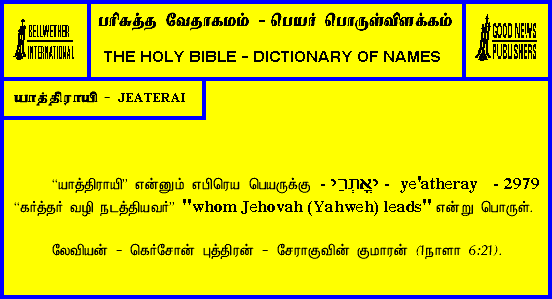 BELLWETHER
INTERNATIONAL
பரிசுத்த வேதாகமம் - பெயர் பொருள்விளக்கம்
THE HOLY BIBLE - DICTIONARY OF NAMES
GOOD NEWS
PUBLISHERS
யாத்திராயி - JEATERAI
“யாத்திராயி” என்னும் எபிரெய பெயருக்கு - יְאָתְרַי - ye'atheray - 2979
“கர்த்தர் வழி நடத்தியவர்” "whom Jehovah (Yahweh) leads" என்று பொருள்.
லேவியன் - கெர்சோன் புத்திரன் - சேராகுவின் குமாரன் (1நாளா 6:21).